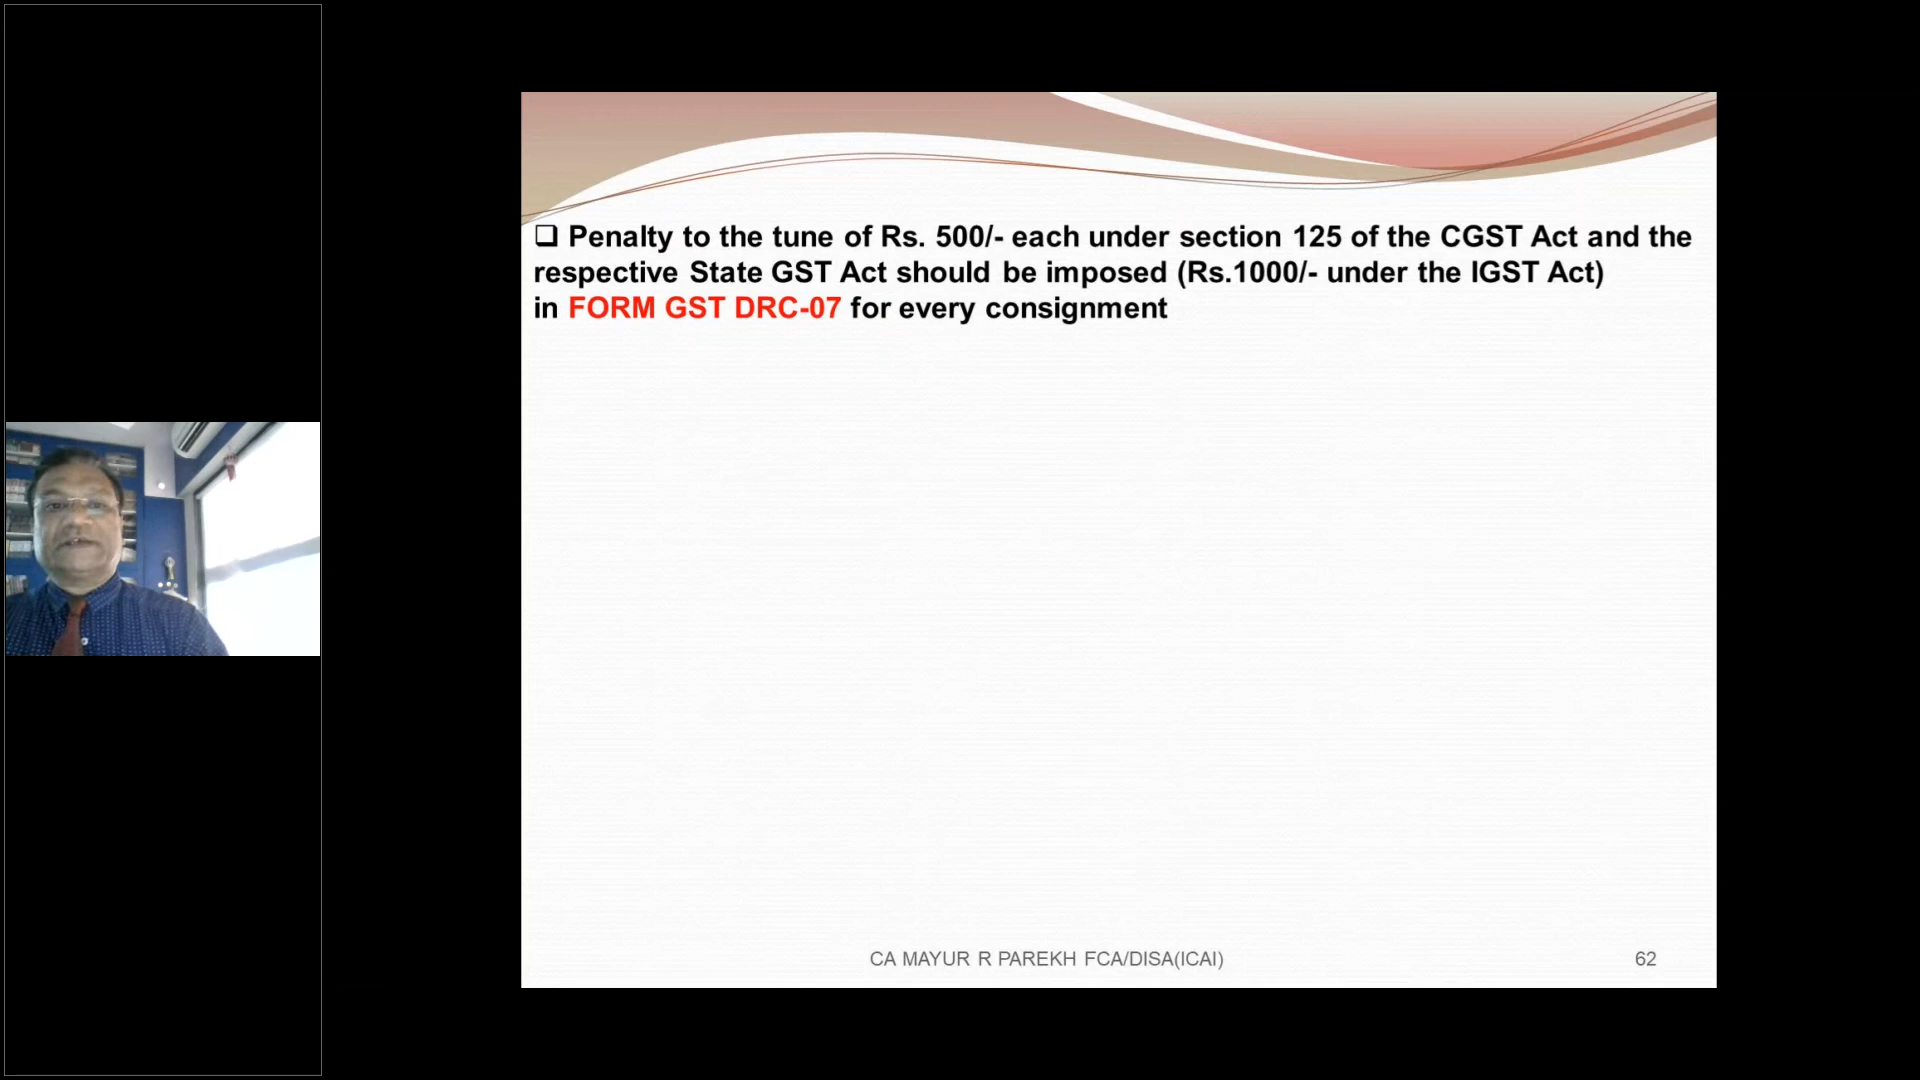 ❑ Penalty to the tune of Rs. 500/- each under section 125 of the CGST Act and the
respective State GST Act should be imposed (Rs.1000/- under the IGST Act)
in FORM GST DRC-07 for every consignment
CA MAYUR R PAREKH FCA/DISA(ICAI)
62